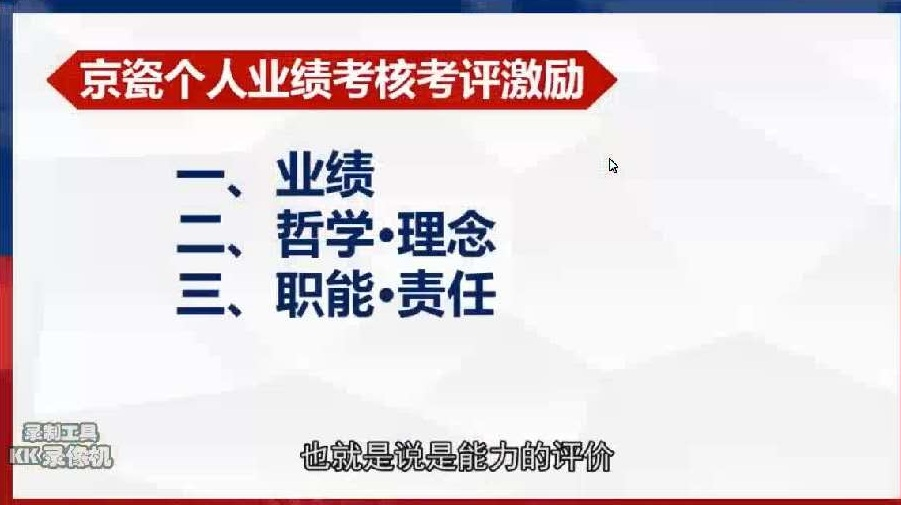 京瓷个人业绩考核考评激励
一、业绩
二、哲学•理念
三、职能•责任
录制工具
KK录像机
也就是说是能力的评价